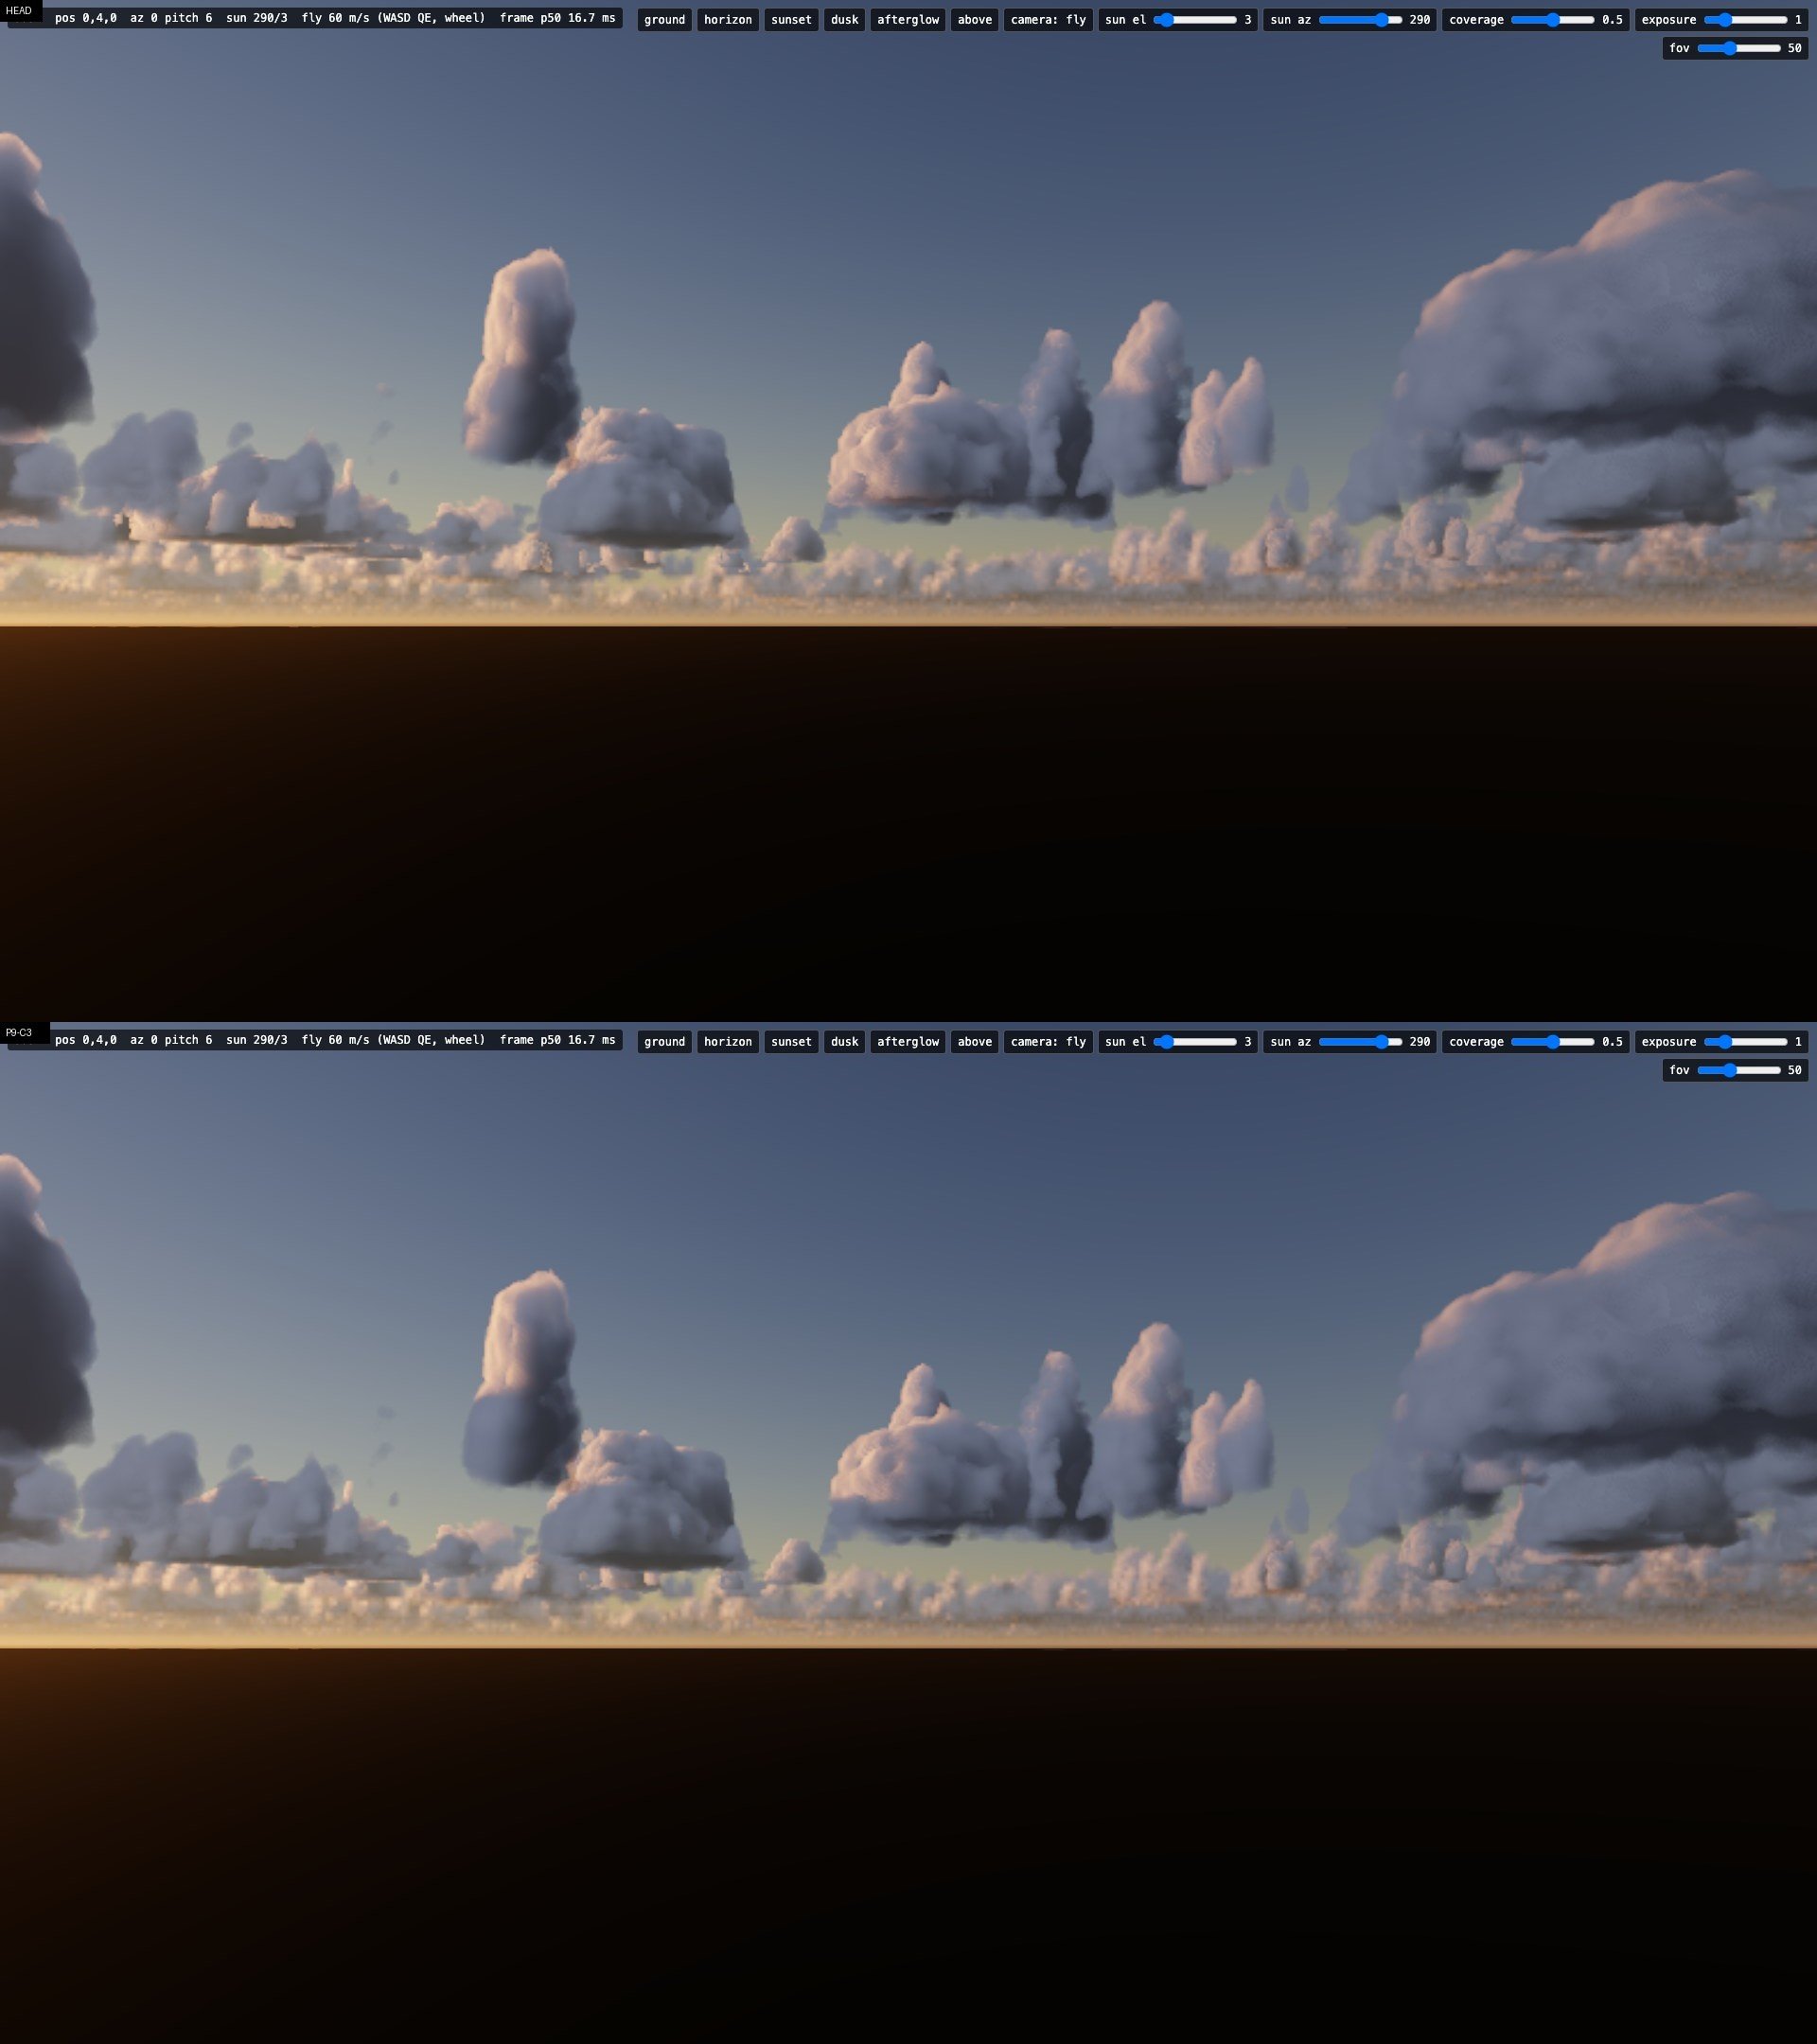 HEAD
pos 0,4,0 az 0 pitch 6 sun 290/3 fly 60 m/s (WASD QE, wheel) frame p50 16.7 ms ground horizon sunset dusk afterglow above camera: fly sun el 3 sun az 290 coverage 0.5 exposure 1
fov 50
P9-C3
pos 0,4,0 az 0 pitch 6 sun 290/3 fly 60 m/s (WASD QE, wheel) frame p50 16.7 ms ground horizon sunset dusk afterglow above camera: fly sun el 3 sun az 290 coverage 0.5 exposure 1
fov 50